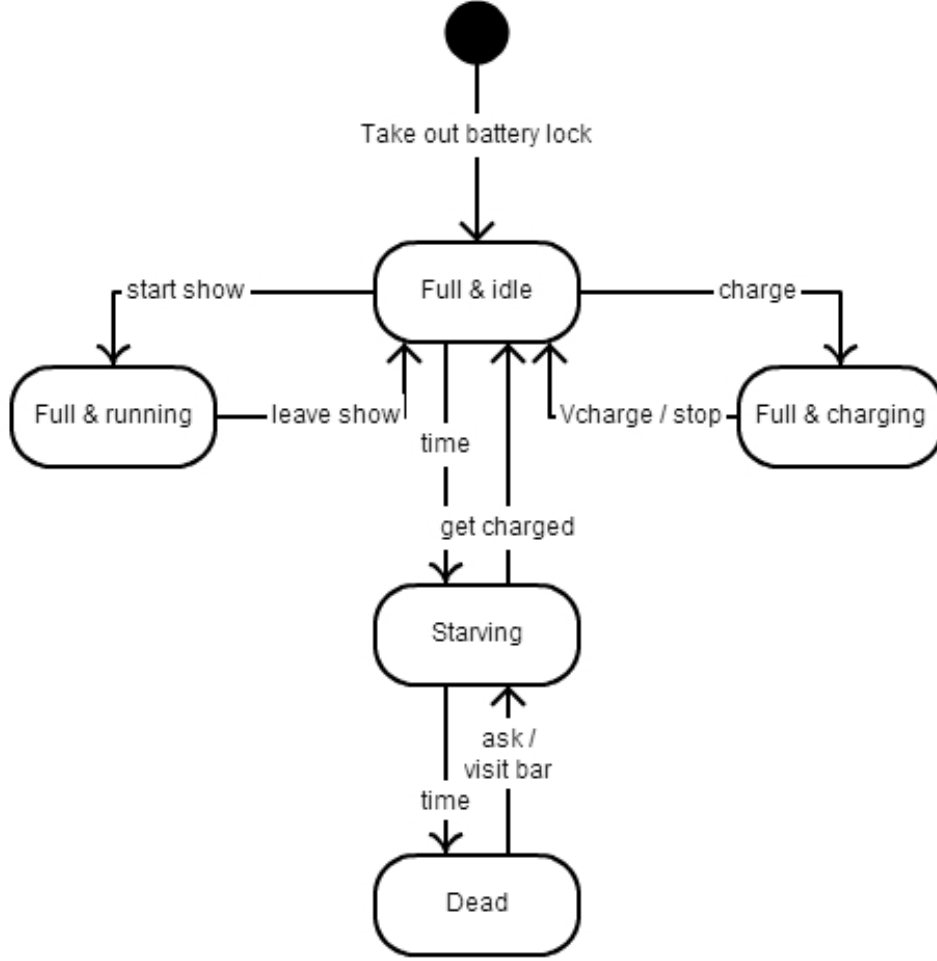 Take out battery lock
start show
Full & idle
charge
Full & running
leave show
time
Vcharge / stop
Full & charging
get charged
Starving
ask /
visit bar
time
Dead